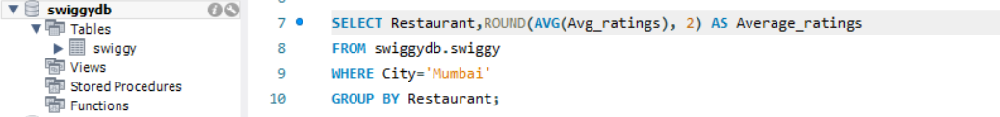 swiggydb
Tables
swiggy
Views
Stored Procedures
Functions
7 SELECT Restaurant,ROUND(AVG(Avg_ratings), 2) AS Average_ratings
8 FROM swiggydb.swiggy
9 WHERE City='Mumbai'
10 GROUP BY Restaurant;